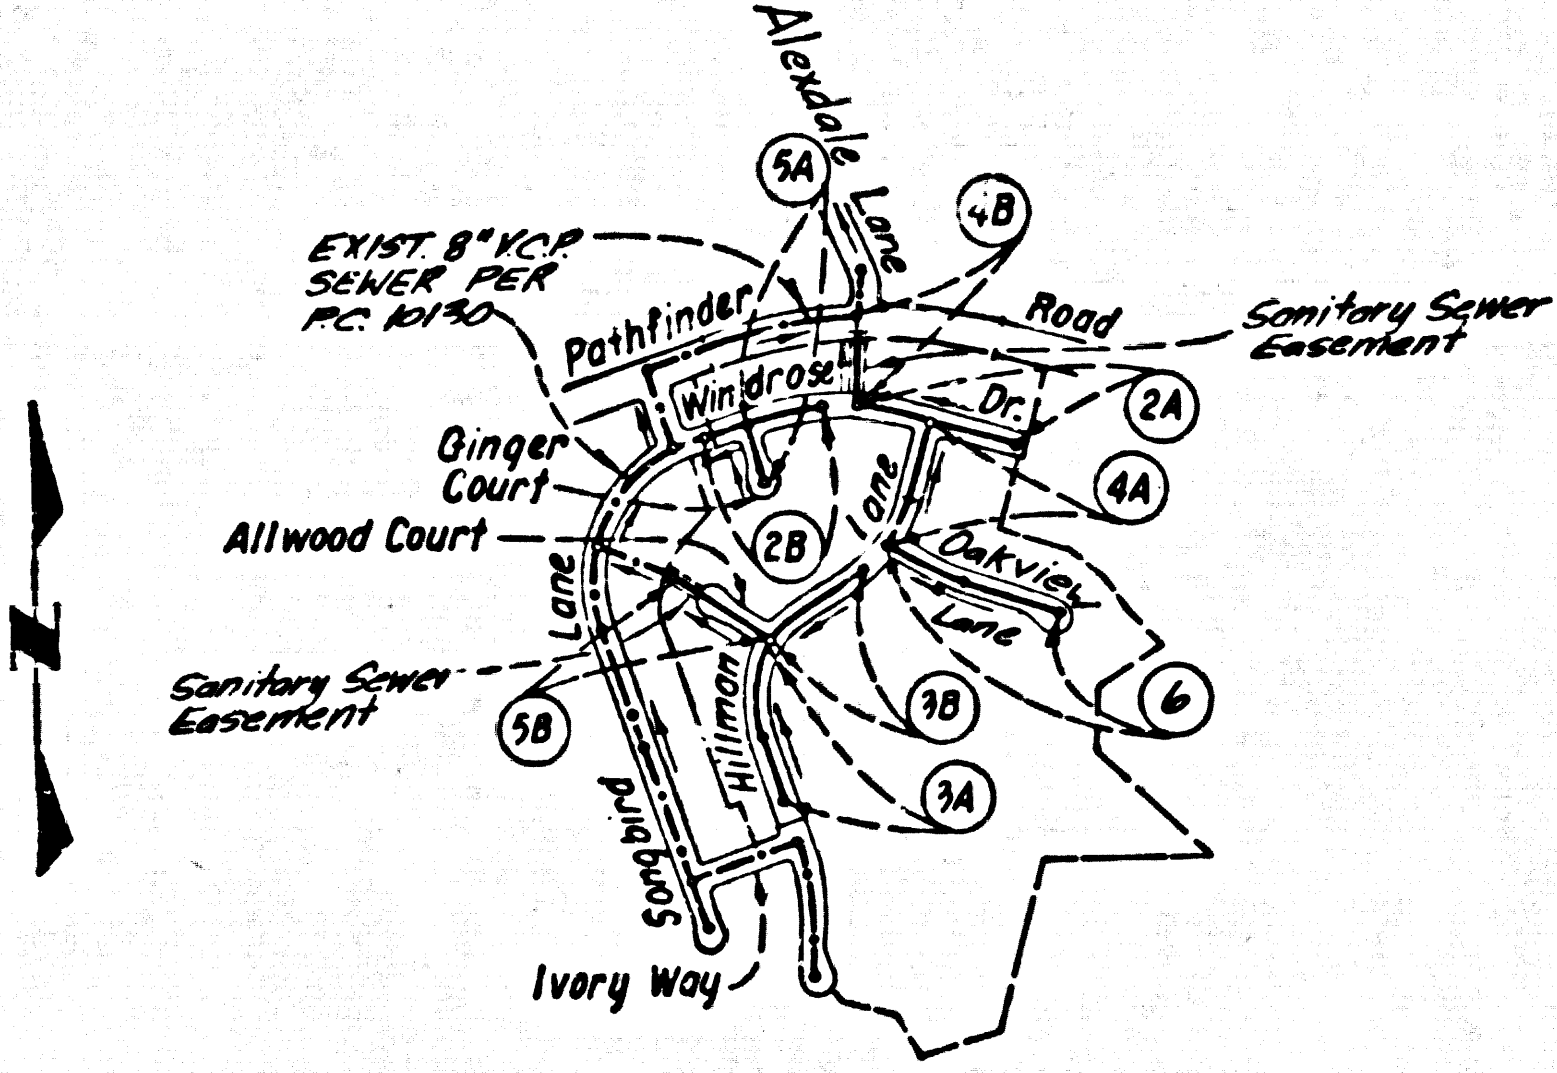 Alexdale
Lane
5A
4B
EXIST. 8" V.C.P.
SEWER PER
P.C. 10130
Pathfinder
Road
Sanitary Sewer
Easement
Windrose
Dr.
2A
Ginger
Court
4A
Allwood Court
2B
Lane
Oakview
Lane
Lane
Sanitary Sewer
Easement
5B
Hillman
3B
6
3A
Songbird
Ivory Way
N